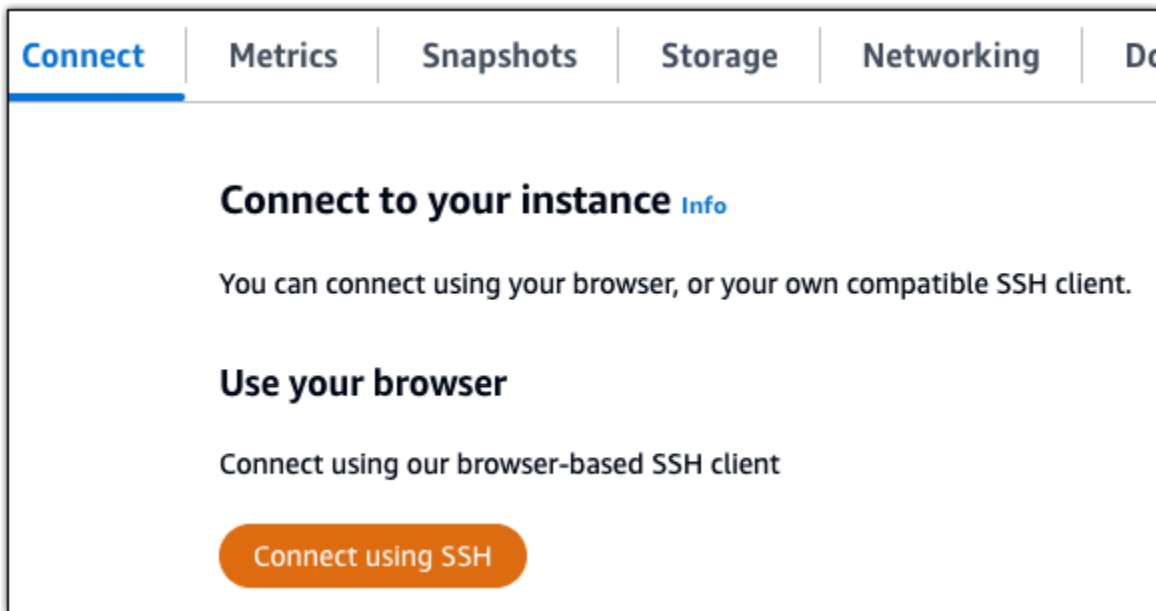 Connect Metrics Snapshots Storage Networking
Connect to your instance Info
You can connect using your browser, or your own compatible SSH client.
Use your browser
Connect using our browser-based SSH client
Connect using SSH